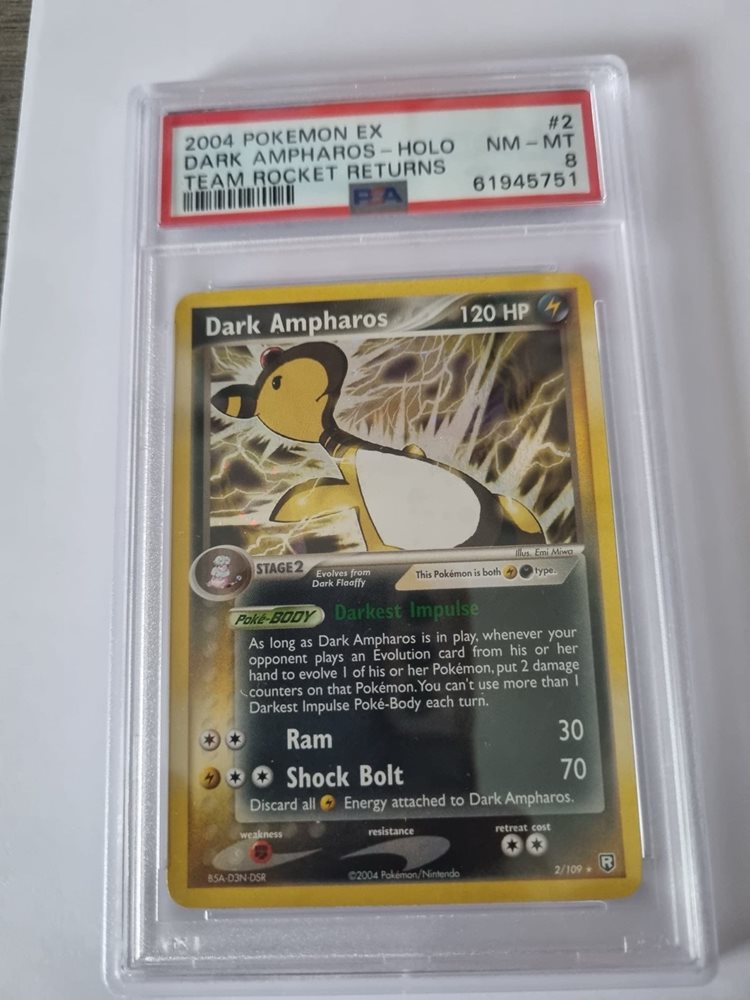 2004 POKEMON EX #2
DARK AMPHAROS-HOLO NM-MT
TEAM ROCKET RETURNS 8
61945751
PSA
Dark Ampharos 120 HP
Illus. Emi Miwa
STAGE2 Evolves from Dark Flaaffy
This Pokémon is both type.
Poké-BODY Darkest Impulse
As long as Dark Ampharos is in play, whenever your
opponent plays an Evolution card from his or her
hand to evolve 1 of his or her Pokémon, put 2 damage
counters on that Pokémon. You can't use more than 1
Darkest Impulse Poké-Body each turn.
Ram 30
Shock Bolt 70
Discard all Energy attached to Dark Ampharos.
weakness resistance retreat cost
BSA-D3N-DSR ©2004 Pokémon/Nintendo 2/109 ★ R